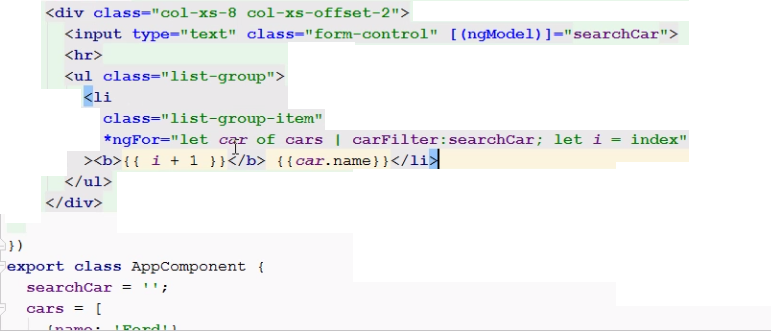 <div class="col-xs-8 col-xs-offset-2">
<input type="text" class="form-control" [(ngModel)]="searchCar">
<hr>
<ul class="list-group">
<li
class="list-group-item"
*ngFor="let car of cars | carFilter:searchCar; let i = index"
><b>{{ i + 1 }}</b> {{car.name}}</li>
</ul>
</div>
})
export class AppComponent {
searchCar = '';
cars = [
{name: 'Ford'}